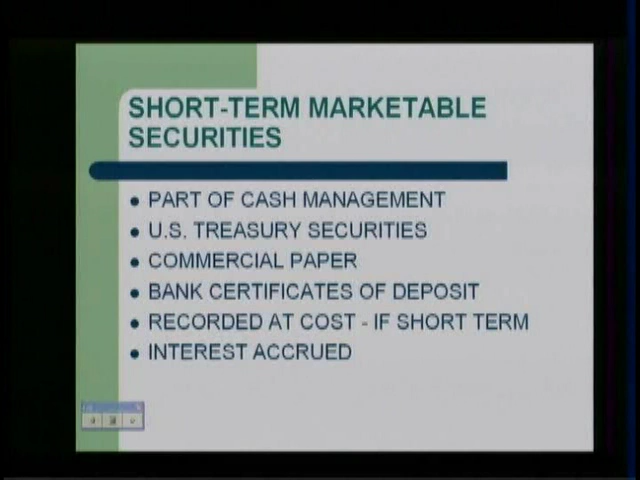 SHORT-TERM MARKETABLE
SECURITIES
PART OF CASH MANAGEMENT
U.S. TREASURY SECURITIES
COMMERCIAL PAPER
BANK CERTIFICATES OF DEPOSIT
RECORDED AT COST - IF SHORT TERM
INTEREST ACCRUED